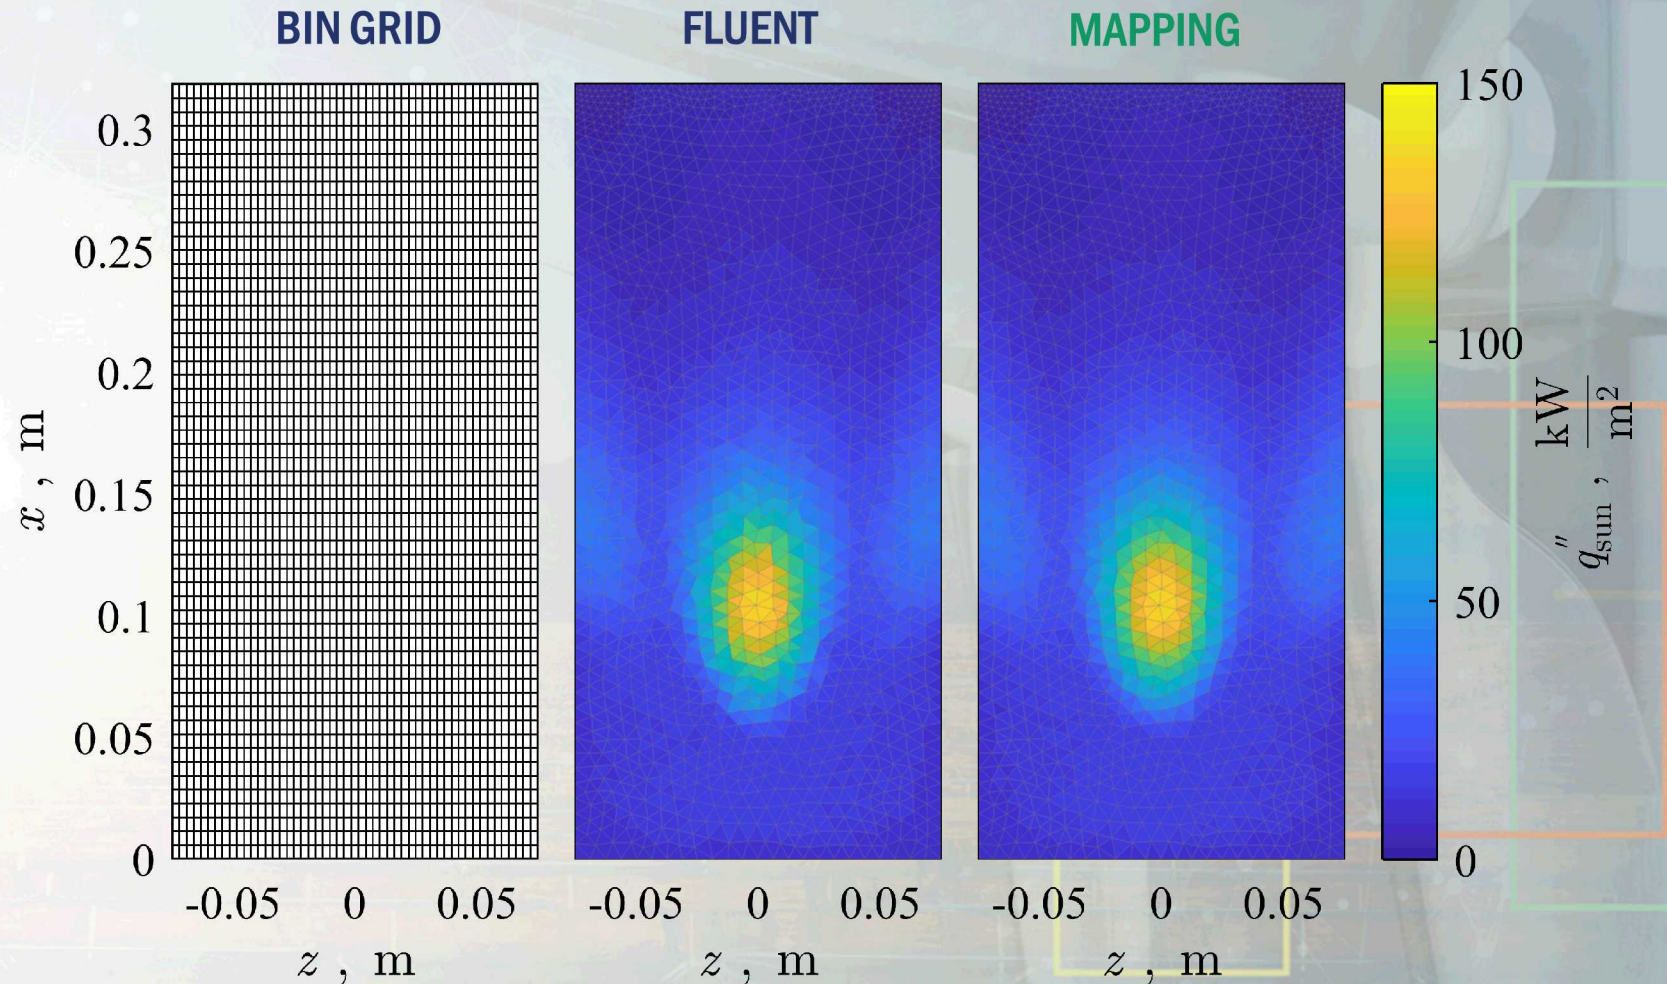 BIN GRID
FLUENT
MAPPING
0.3
0.25
0.2
0.15
0.1
0.05
0
x , m
-0.05 0 0.05
z , m
-0.05 0 0.05
z , m
-0.05 0 0.05
z , m
150
100
50
0
q″sun , kW/m²